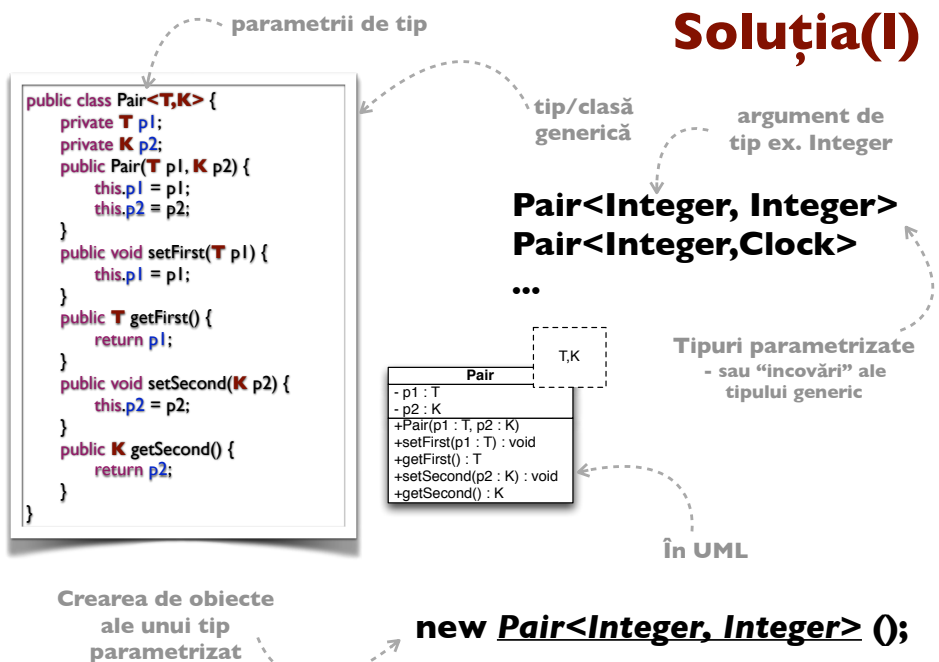 Soluția(I)
parametrii de tip
public class Pair<T,K> {
private T p1;
private K p2;
public Pair(T p1, K p2) {
this.p1 = p1;
this.p2 = p2;
}
public void setFirst(T p1) {
this.p1 = p1;
}
public T getFirst() {
return p1;
}
public void setSecond(K p2) {
this.p2 = p2;
}
public K getSecond() {
return p2;
}
}
tip/clasă
generică
argument de
tip ex. Integer
Pair<Integer, Integer>
Pair<Integer,Clock>
...
Tipuri parametrizate
- sau “incovări” ale
tipului generic
T,K
Pair
- p1 : T
- p2 : K
+Pair(p1 : T, p2 : K)
+setFirst(p1 : T) : void
+getFirst() : T
+setSecond(p2 : K) : void
+getSecond() : K
În UML
Crearea de obiecte
ale unui tip
parametrizat
new Pair<Integer, Integer> ();